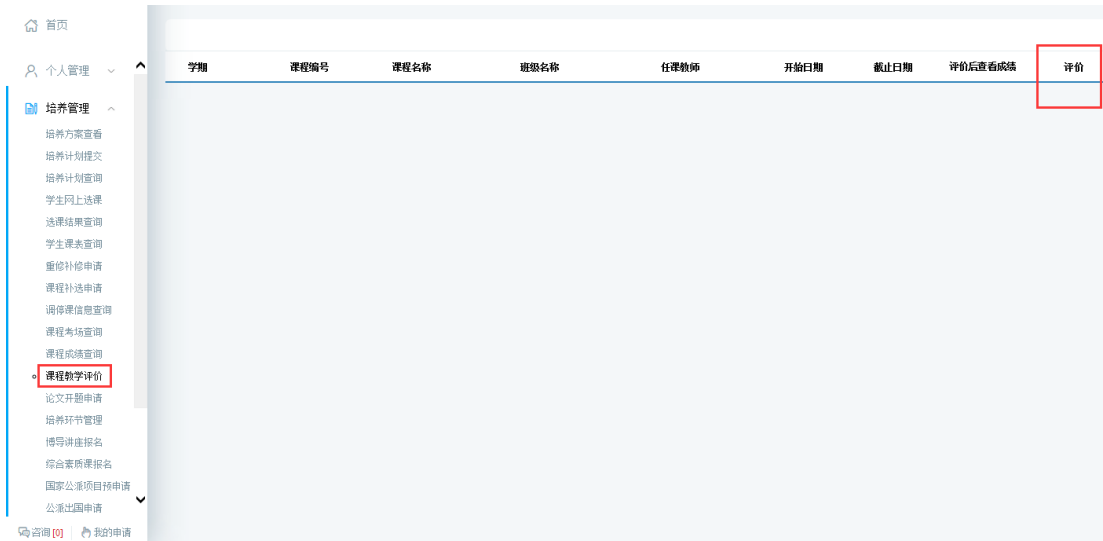 首页
个人管理
培养管理
培养方案查看
培养计划提交
培养计划查询
学生网上选课
选课结果查询
学生课表查询
重修补修申请
课程补选申请
调停课信息查询
课程考场查询
课程成绩查询
课程教学评价
论文开题申请
培养环节管理
博导讲座报名
综合素质课报名
国家公派项目预申请
公派出国申请
咨询[0] 我的申请
学期 课程编号 课程名称 班级名称 任课教师 开始日期 截止日期 评价后查看成绩 评价